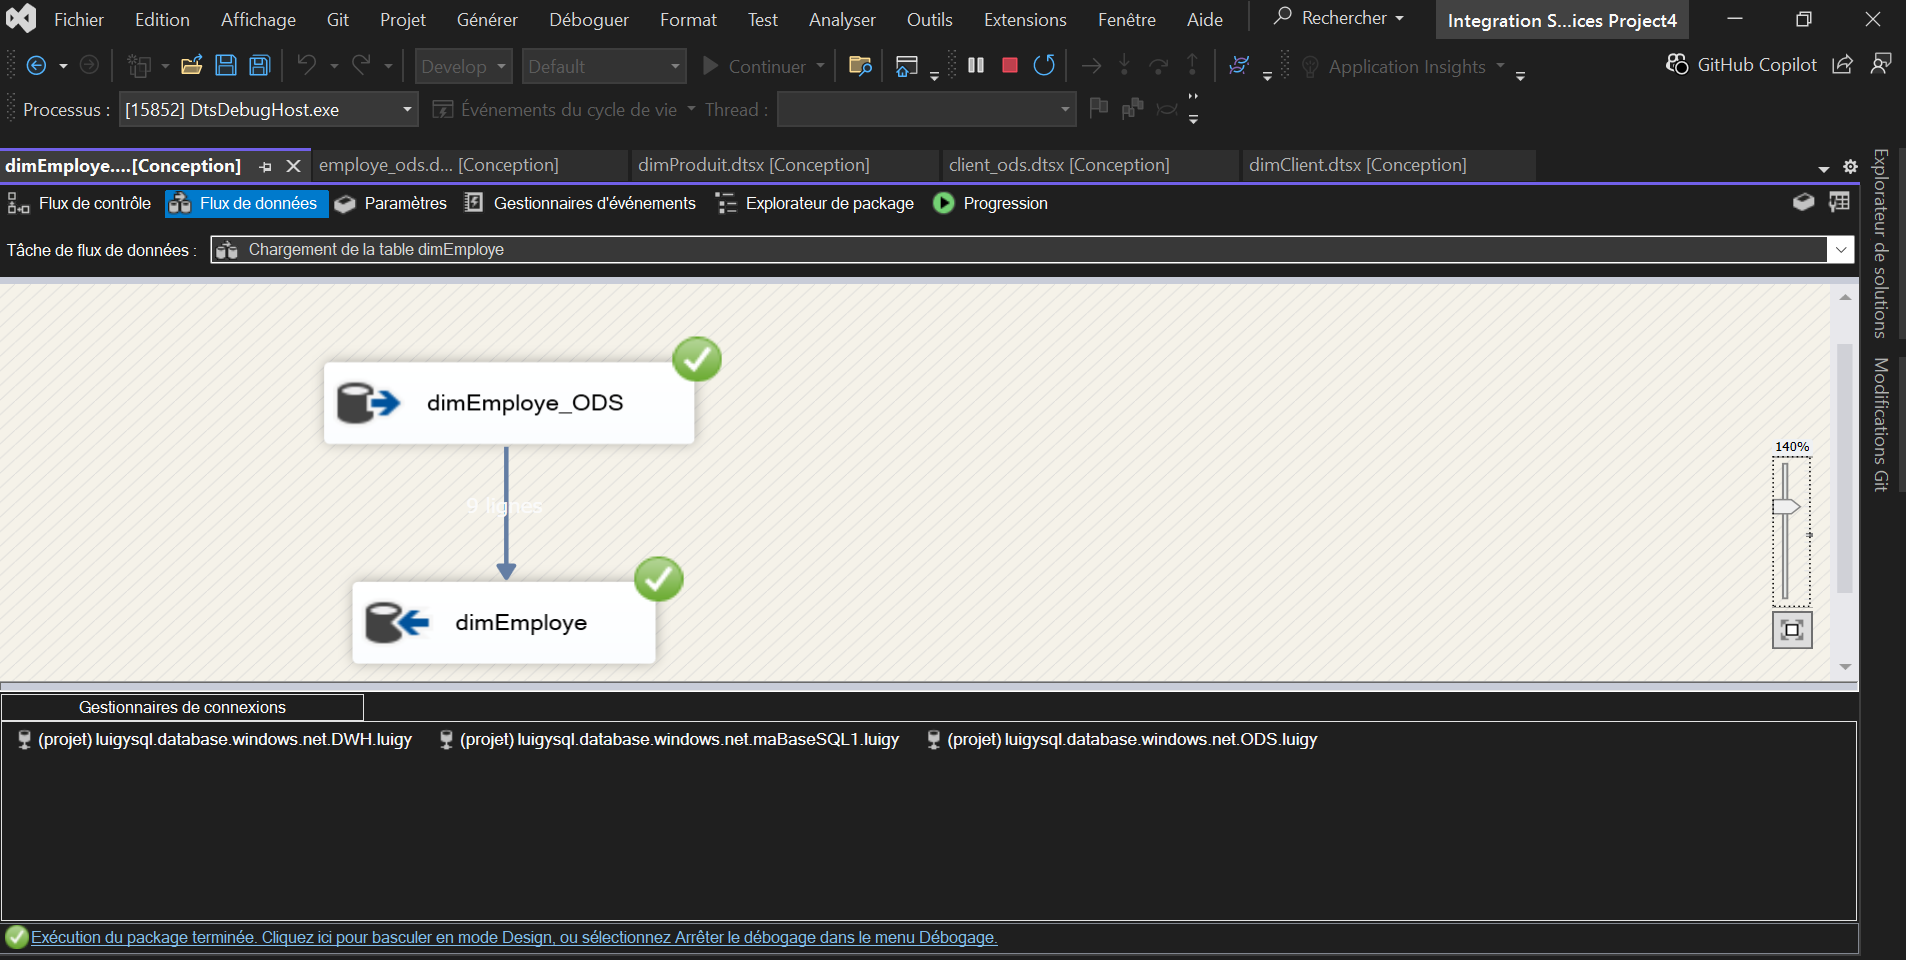 Fichier Edition Affichage Git Projet Générer Déboguer Format Test Analyser Outils Extensions Fenêtre Aide Rechercher Integration S...ices Project4
Develop Default Continuer Application Insights GitHub Copilot
Processus : [15852] DtsDebugHost.exe Événements du cycle de vie Thread :
dimEmploye....[Conception] employe_ods.d... [Conception] dimProduit.dtsx [Conception] client_ods.dtsx [Conception] dimClient.dtsx [Conception]
Flux de contrôle Flux de données Paramètres Gestionnaires d'événements Explorateur de package Progression
Tâche de flux de données : Chargement de la table dimEmploye
dimEmploye_ODS
9 lignes
dimEmploye
140%
Explorateur de solutions
Modifications Git
Gestionnaires de connexions
(projet) luigysql.database.windows.net.DWH.luigy (projet) luigysql.database.windows.net.maBaseSQL1.luigy (projet) luigysql.database.windows.net.ODS.luigy
Exécution du package terminée. Cliquez ici pour basculer en mode Design, ou sélectionnez Arrêter le débogage dans le menu Débogage.